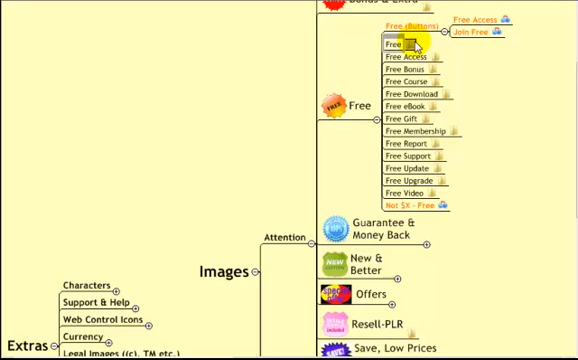 Bonus & Extra
Free (Buttons)
Free Access
Join Free
Free
Free Access
Free Bonus
Free Course
Free Download
Free eBook
Free Gift
Free Membership
Free Report
Free Support
Free Update
Free Upgrade
Free Video
Not $X - Free
FREE
Free
Guarantee &
Money Back
Attention
Images
NEW
New &
Better
Offers
Resell-PLR
Save, Low Prices
Characters
Support & Help
Web Control Icons
Currency
Extras
Legal Images ((c), TM etc.)